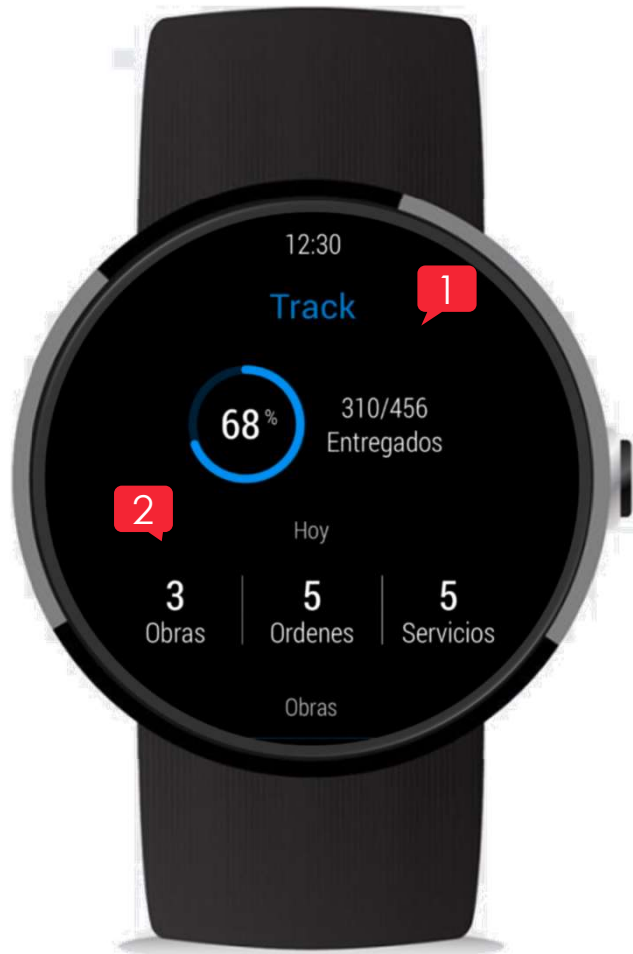 12:30
Track
1
68%
310/456
Entregados
2
Hoy
3
Obras
5
Ordenes
5
Servicios
Obras